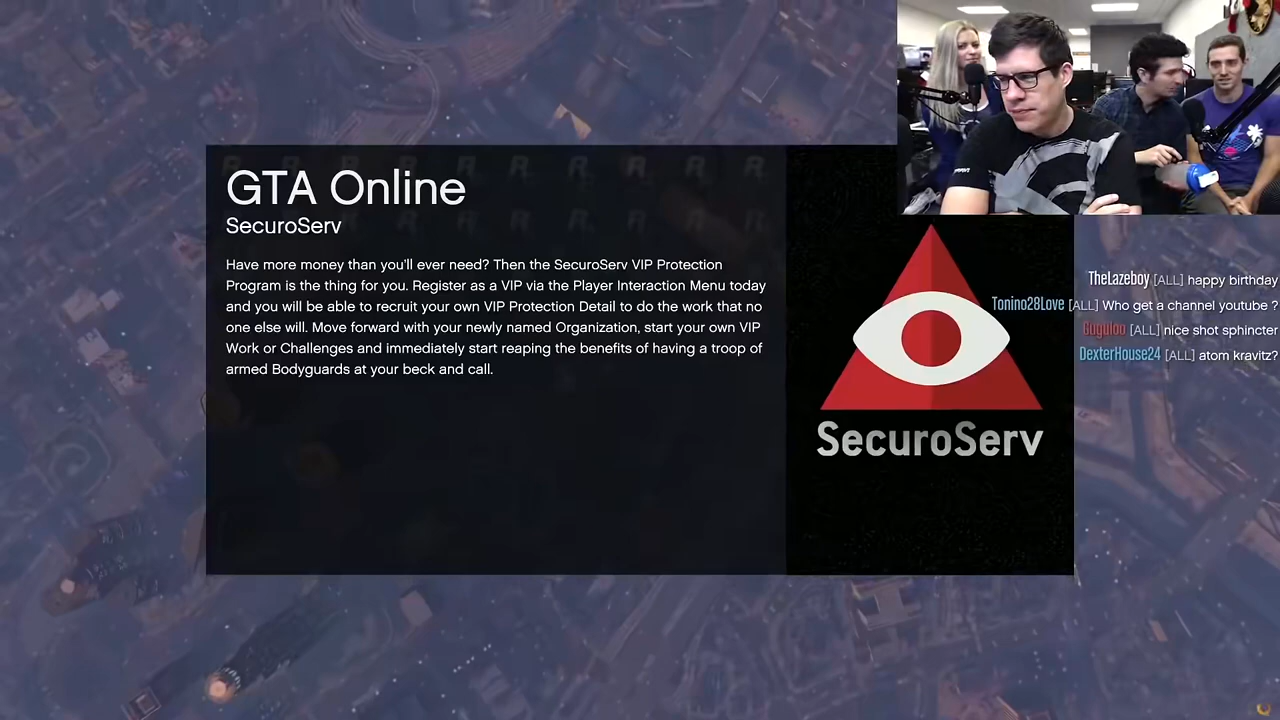 GTA Online
SecuroServ
Have more money than you'll ever need? Then the SecuroServ VIP Protection
Program is the thing for you. Register as a VIP via the Player Interaction Menu today
and you will be able to recruit your own VIP Protection Detail to do the work that no
one else will. Move forward with your newly named Organization, start your own VIP
Work or Challenges and immediately start reaping the benefits of having a troop of
armed Bodyguards at your beck and call.
SecuroServ
TheLazeboy [ALL] happy birthday
Tonino28Love [ALL] Who get a channel youtube ?
[ALL] nice shot sphincter
DexterHouse24 [ALL] atom kravitz?